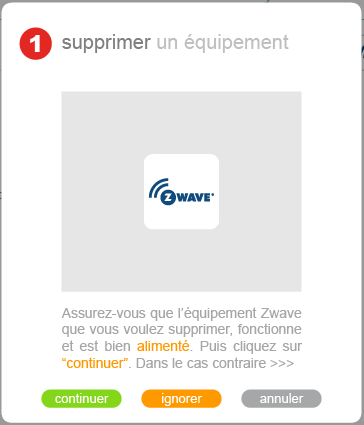 1 supprimer un équipement
Z WAVE
Assurez-vous que l'équipement Zwave
que vous voulez supprimer, fonctionne
et est bien alimenté. Puis cliquez sur
“continuer”. Dans le cas contraire >>>
continuer ignorer annuler